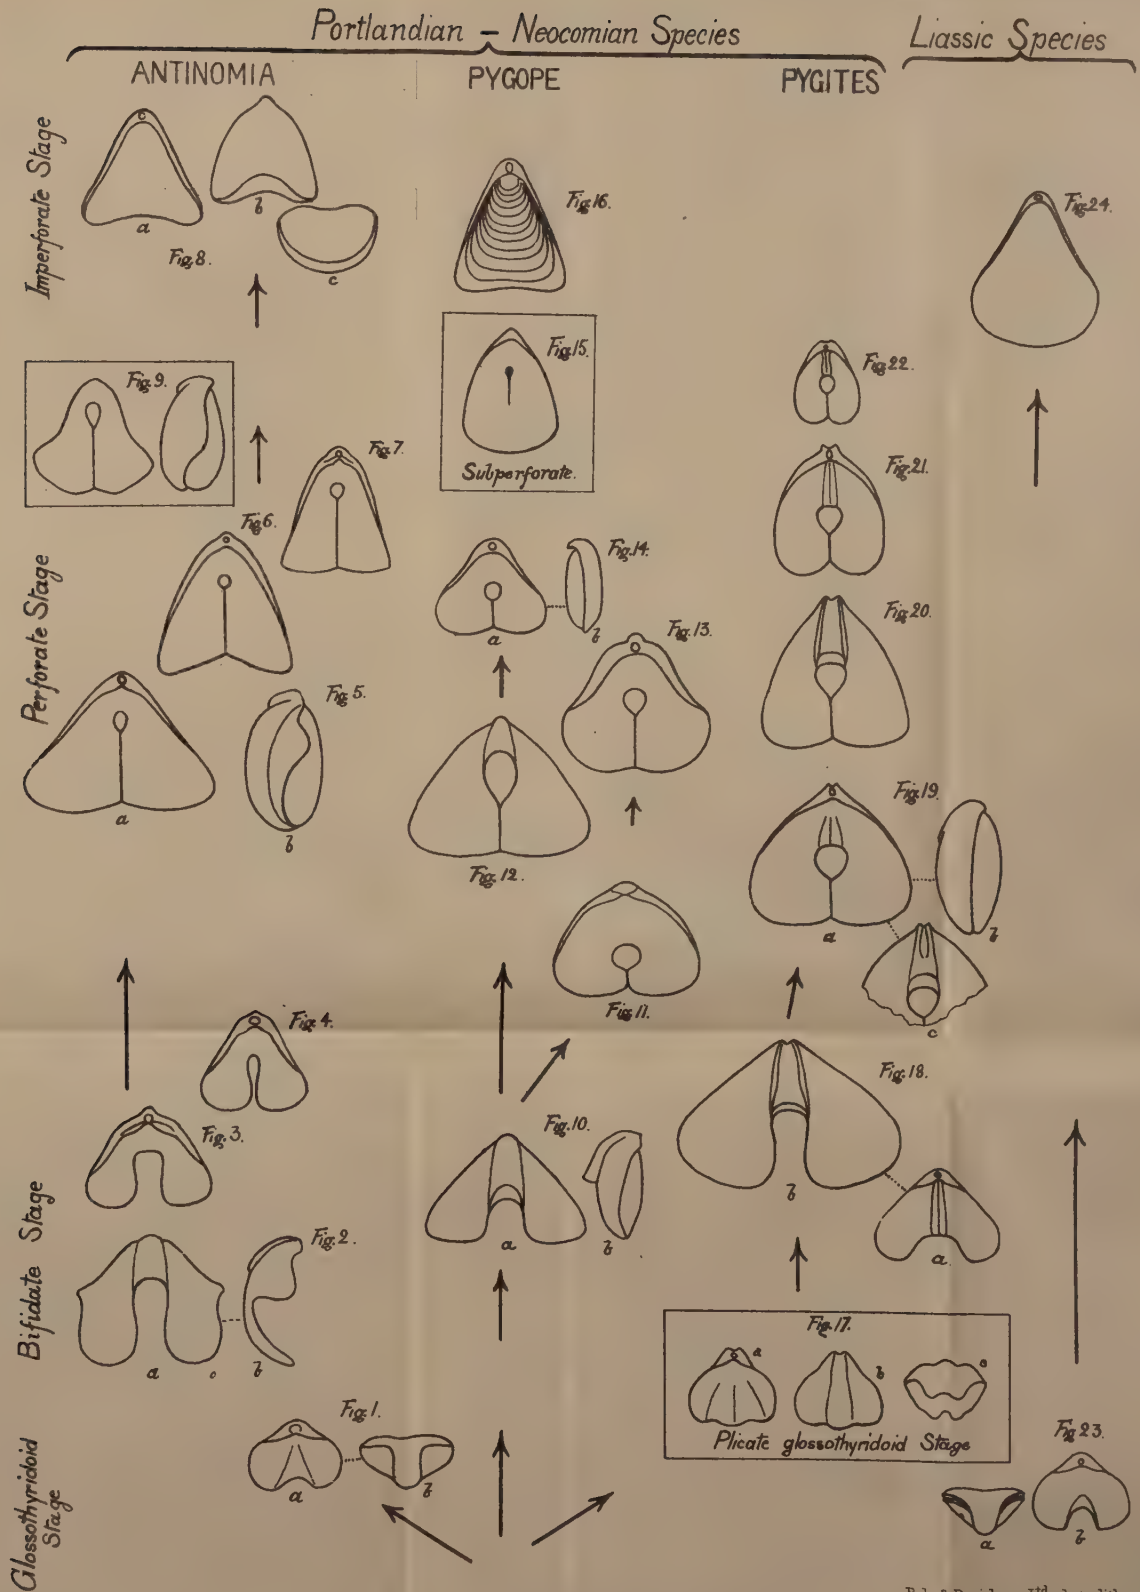 Portlandian – Neocomian Species
Liassic Species
ANTINOMIA
PYGOPE
PYGITES
Imperforate Stage
a
b
c
Fig. 8.
Fig. 16.
Fig. 24.
Fig. 9.
Fig. 15.
Subperforate.
Fig. 22.
Fig. 7.
Fig. 21.
Perforate Stage
Fig. 6.
Fig. 14.
a
b
Fig. 13.
Fig. 20.
Fig. 5.
a
b
Fig. 12.
Fig. 19.
a
b
c
Fig. 11.
Fig. 4.
Fig. 3.
Fig. 10.
a
b
Fig. 18.
b
a
Bifidate Stage
Fig. 2.
a
b
Fig. 17.
a
b
c
Plicate glossothyridoid Stage
Glossothyridoid
Stage
Fig. 1.
a
b
Fig. 23.
a
b